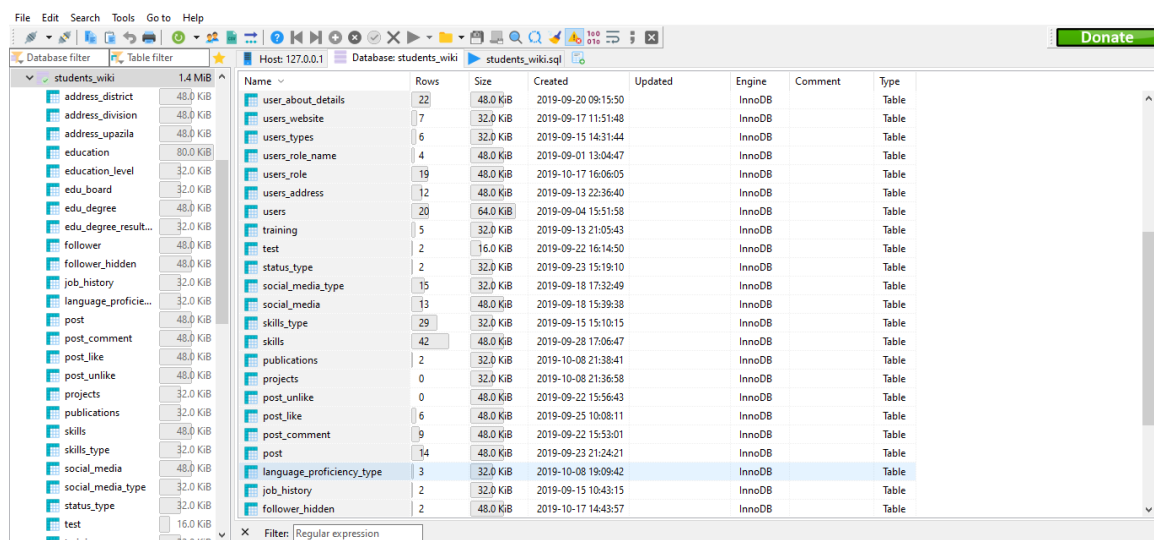 File Edit Search Tools Go to Help
Donate
Database filter Table filter Host: 127.0.0.1 Database: students_wiki students_wiki.sql
students_wiki 1.4 MiB
address_district 48.0 KiB
address_division 48.0 KiB
address_upazila 48.0 KiB
education 80.0 KiB
education_level 32.0 KiB
edu_board 32.0 KiB
edu_degree 48.0 KiB
edu_degree_result... 32.0 KiB
follower 48.0 KiB
follower_hidden 48.0 KiB
job_history 32.0 KiB
language_proficie... 32.0 KiB
post 48.0 KiB
post_comment 48.0 KiB
post_like 48.0 KiB
post_unlike 48.0 KiB
projects 32.0 KiB
publications 32.0 KiB
skills 48.0 KiB
skills_type 32.0 KiB
social_media 48.0 KiB
social_media_type 32.0 KiB
status_type 32.0 KiB
test 16.0 KiB
Name Rows Size Created Updated Engine Comment Type
user_about_details 22 48.0 KiB 2019-09-20 09:15:50 InnoDB Table
users_website 7 32.0 KiB 2019-09-17 11:51:48 InnoDB Table
users_types 6 32.0 KiB 2019-09-15 14:31:44 InnoDB Table
users_role_name 4 48.0 KiB 2019-09-01 13:04:47 InnoDB Table
users_role 19 48.0 KiB 2019-10-17 16:06:05 InnoDB Table
users_address 12 48.0 KiB 2019-09-13 22:36:40 InnoDB Table
users 20 64.0 KiB 2019-09-04 15:51:58 InnoDB Table
training 5 32.0 KiB 2019-09-13 21:05:43 InnoDB Table
test 2 16.0 KiB 2019-09-22 16:14:50 InnoDB Table
status_type 2 32.0 KiB 2019-09-23 15:19:10 InnoDB Table
social_media_type 15 32.0 KiB 2019-09-18 17:32:49 InnoDB Table
social_media 13 48.0 KiB 2019-09-18 15:39:38 InnoDB Table
skills_type 29 32.0 KiB 2019-09-15 15:10:15 InnoDB Table
skills 42 48.0 KiB 2019-09-28 17:06:47 InnoDB Table
publications 2 32.0 KiB 2019-10-08 21:38:41 InnoDB Table
projects 0 32.0 KiB 2019-10-08 21:36:58 InnoDB Table
post_unlike 0 48.0 KiB 2019-09-22 15:56:43 InnoDB Table
post_like 6 48.0 KiB 2019-09-25 10:08:11 InnoDB Table
post_comment 9 48.0 KiB 2019-09-22 15:53:01 InnoDB Table
post 14 48.0 KiB 2019-09-23 21:24:21 InnoDB Table
language_proficiency_type 3 32.0 KiB 2019-10-08 19:09:42 InnoDB Table
job_history 2 32.0 KiB 2019-09-15 10:43:15 InnoDB Table
follower_hidden 2 48.0 KiB 2019-10-17 14:43:57 InnoDB Table
Filter: Regular expression